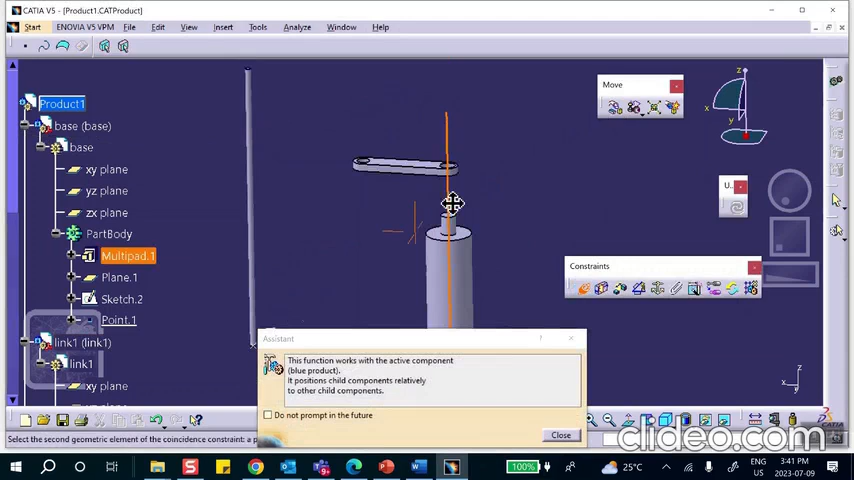 CATIA V5 - [Product1.CATProduct]
Start ENOVIA V5 VPM File Edit View Insert Tools Analyze Window Help
Product1
base (base)
base
xy plane
yz plane
zx plane
PartBody
Multipad.1
Plane.1
Sketch.2
Point.1
link1 (link1)
link1
xy plane
Move
z
x
y
U...
Constraints
Assistant
This function works with the active component
(blue product).
It positions child components relatively
to other child components.
Do not prompt in the future
Close
x
y
z
Select the second geometric element of the coincidence constraint: a p
clideo.com
100%
25°C
ENG
US
3:41 PM
2023-07-09